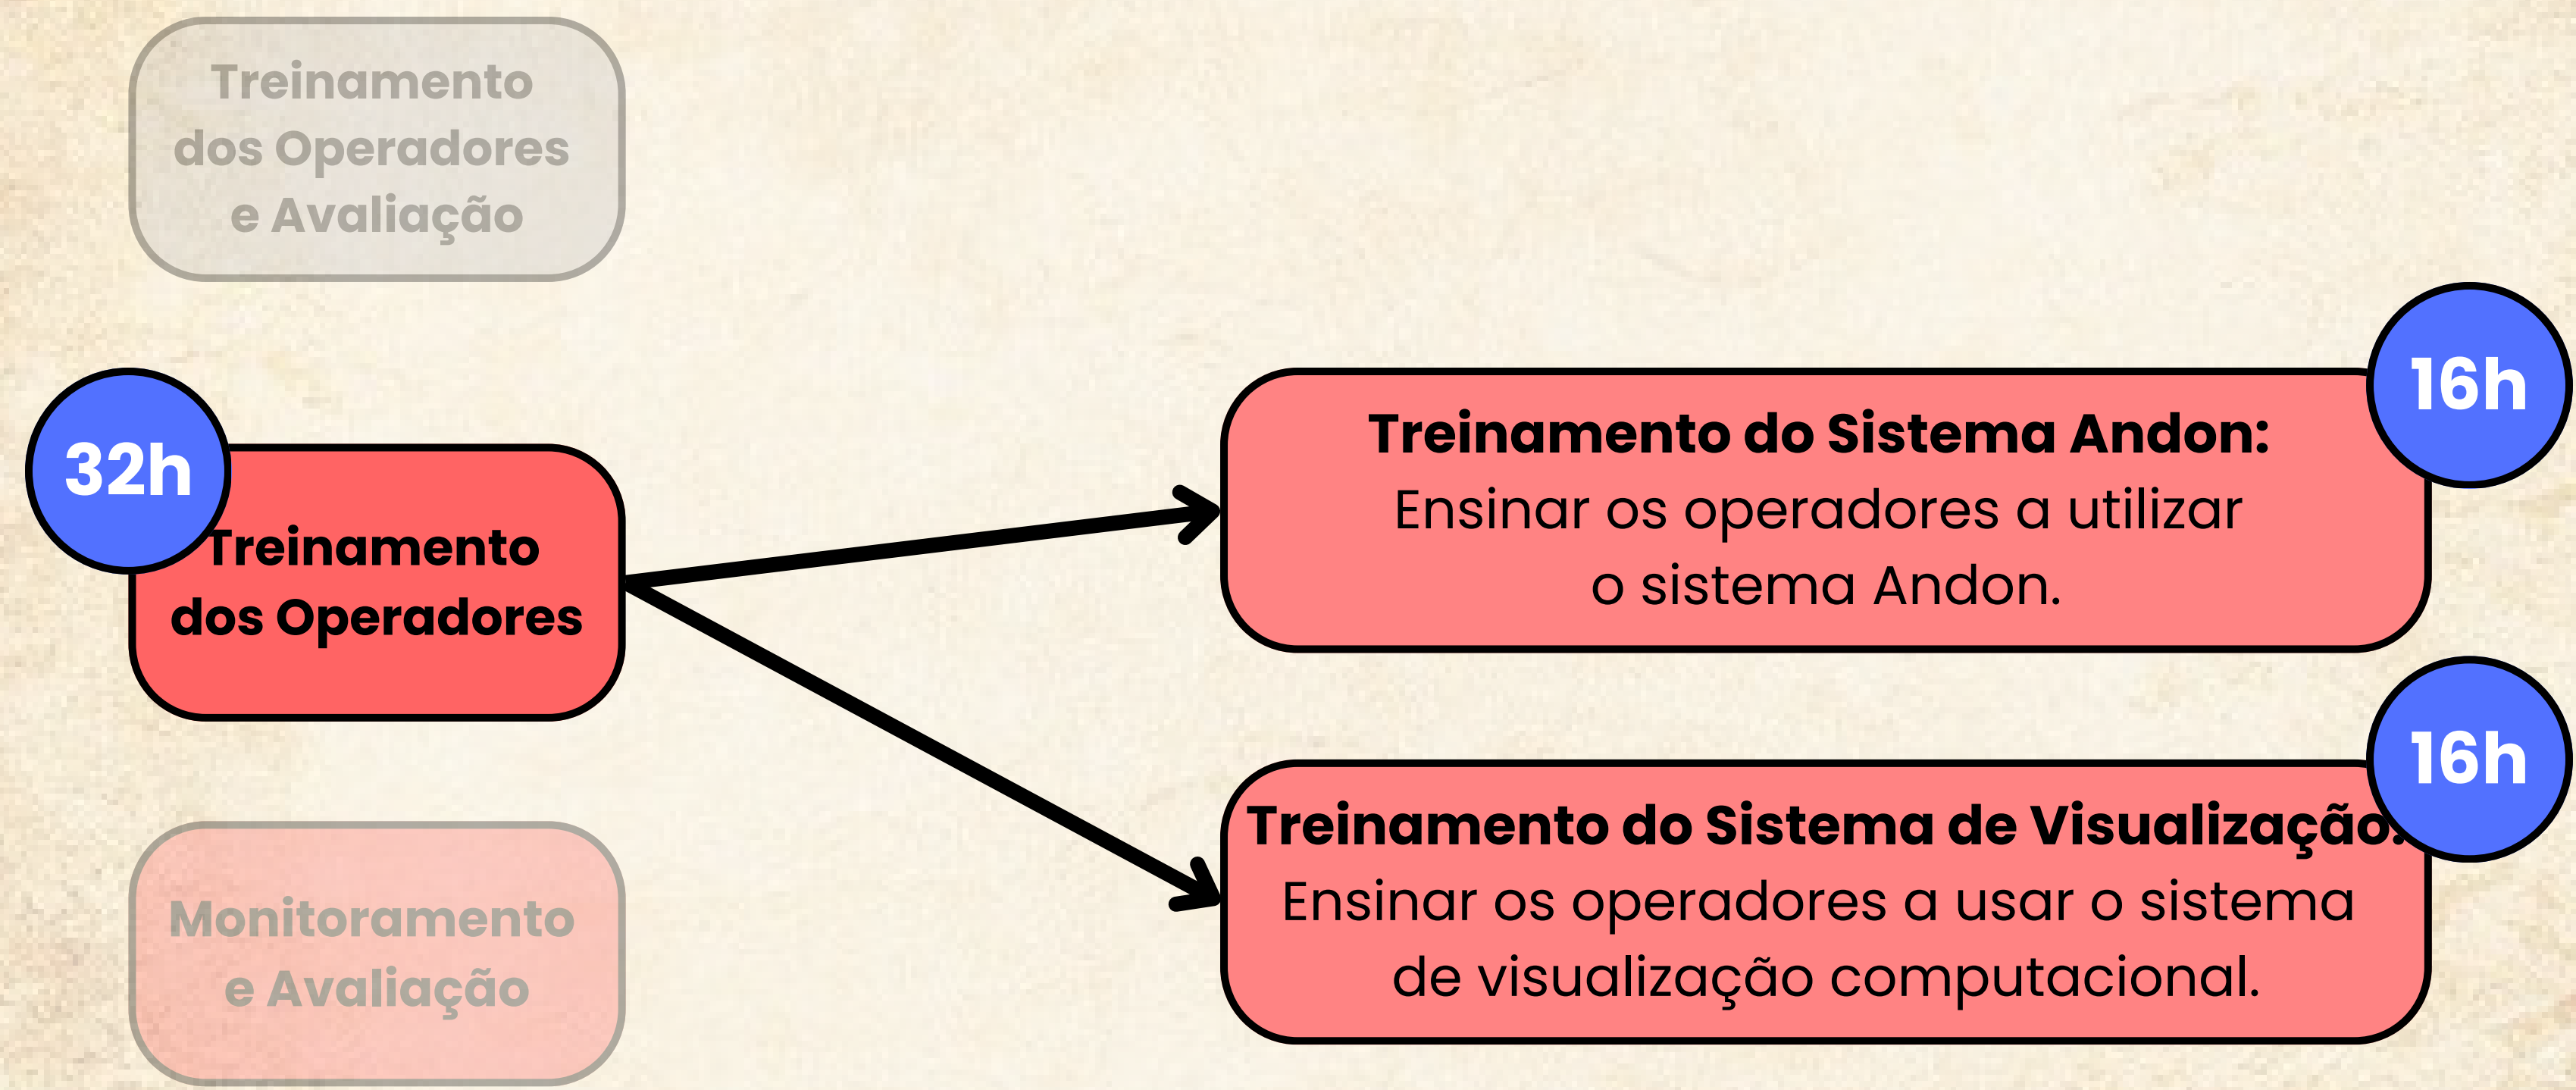 Treinamento
dos Operadores
e Avaliação
32h
Treinamento
dos Operadores
16h
Treinamento do Sistema Andon:
Ensinar os operadores a utilizar
o sistema Andon.
16h
Treinamento do Sistema de Visualização:
Ensinar os operadores a usar o sistema
de visualização computacional.
Monitoramento
e Avaliação